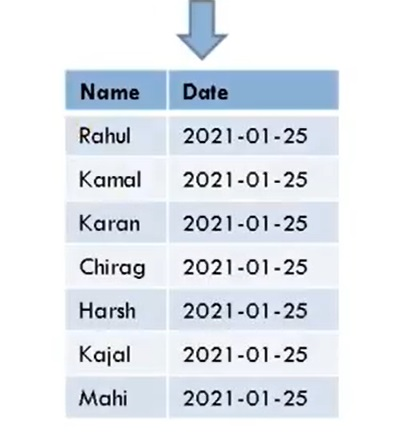 Name Date
Rahul 2021-01-25
Kamal 2021-01-25
Karan 2021-01-25
Chirag 2021-01-25
Harsh 2021-01-25
Kajal 2021-01-25
Mahi 2021-01-25